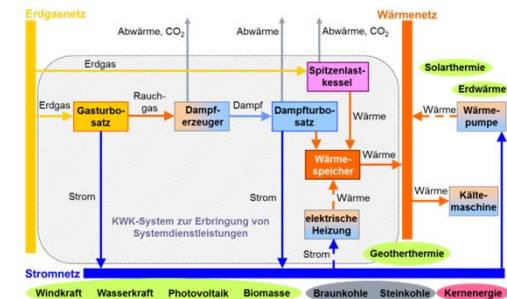 Erdgasnetz
Wärmenetz
Abwärme, CO2
Abwärme
Abwärme, CO2
Erdgas
Spitzenlast-
kessel
Solarthermie
Erdwärme
Erdgas
Gasturbo-
satz
Rauch-
gas
Dampf-
erzeuger
Dampf
Dampfturbo-
satz
Wärme
Wärme
Wärme-
pumpe
Wärme-
speicher
Wärme
Strom
Strom
Wärme
Wärme
Kälte-
maschine
KWK-System zur Erbringung von
Systemdienstleistungen
elektrische
Heizung
Strom
Geotherthermie
Stromnetz
Windkraft
Wasserkraft
Photovoltaik
Biomasse
Braunkohle
Steinkohle
Kernenergie